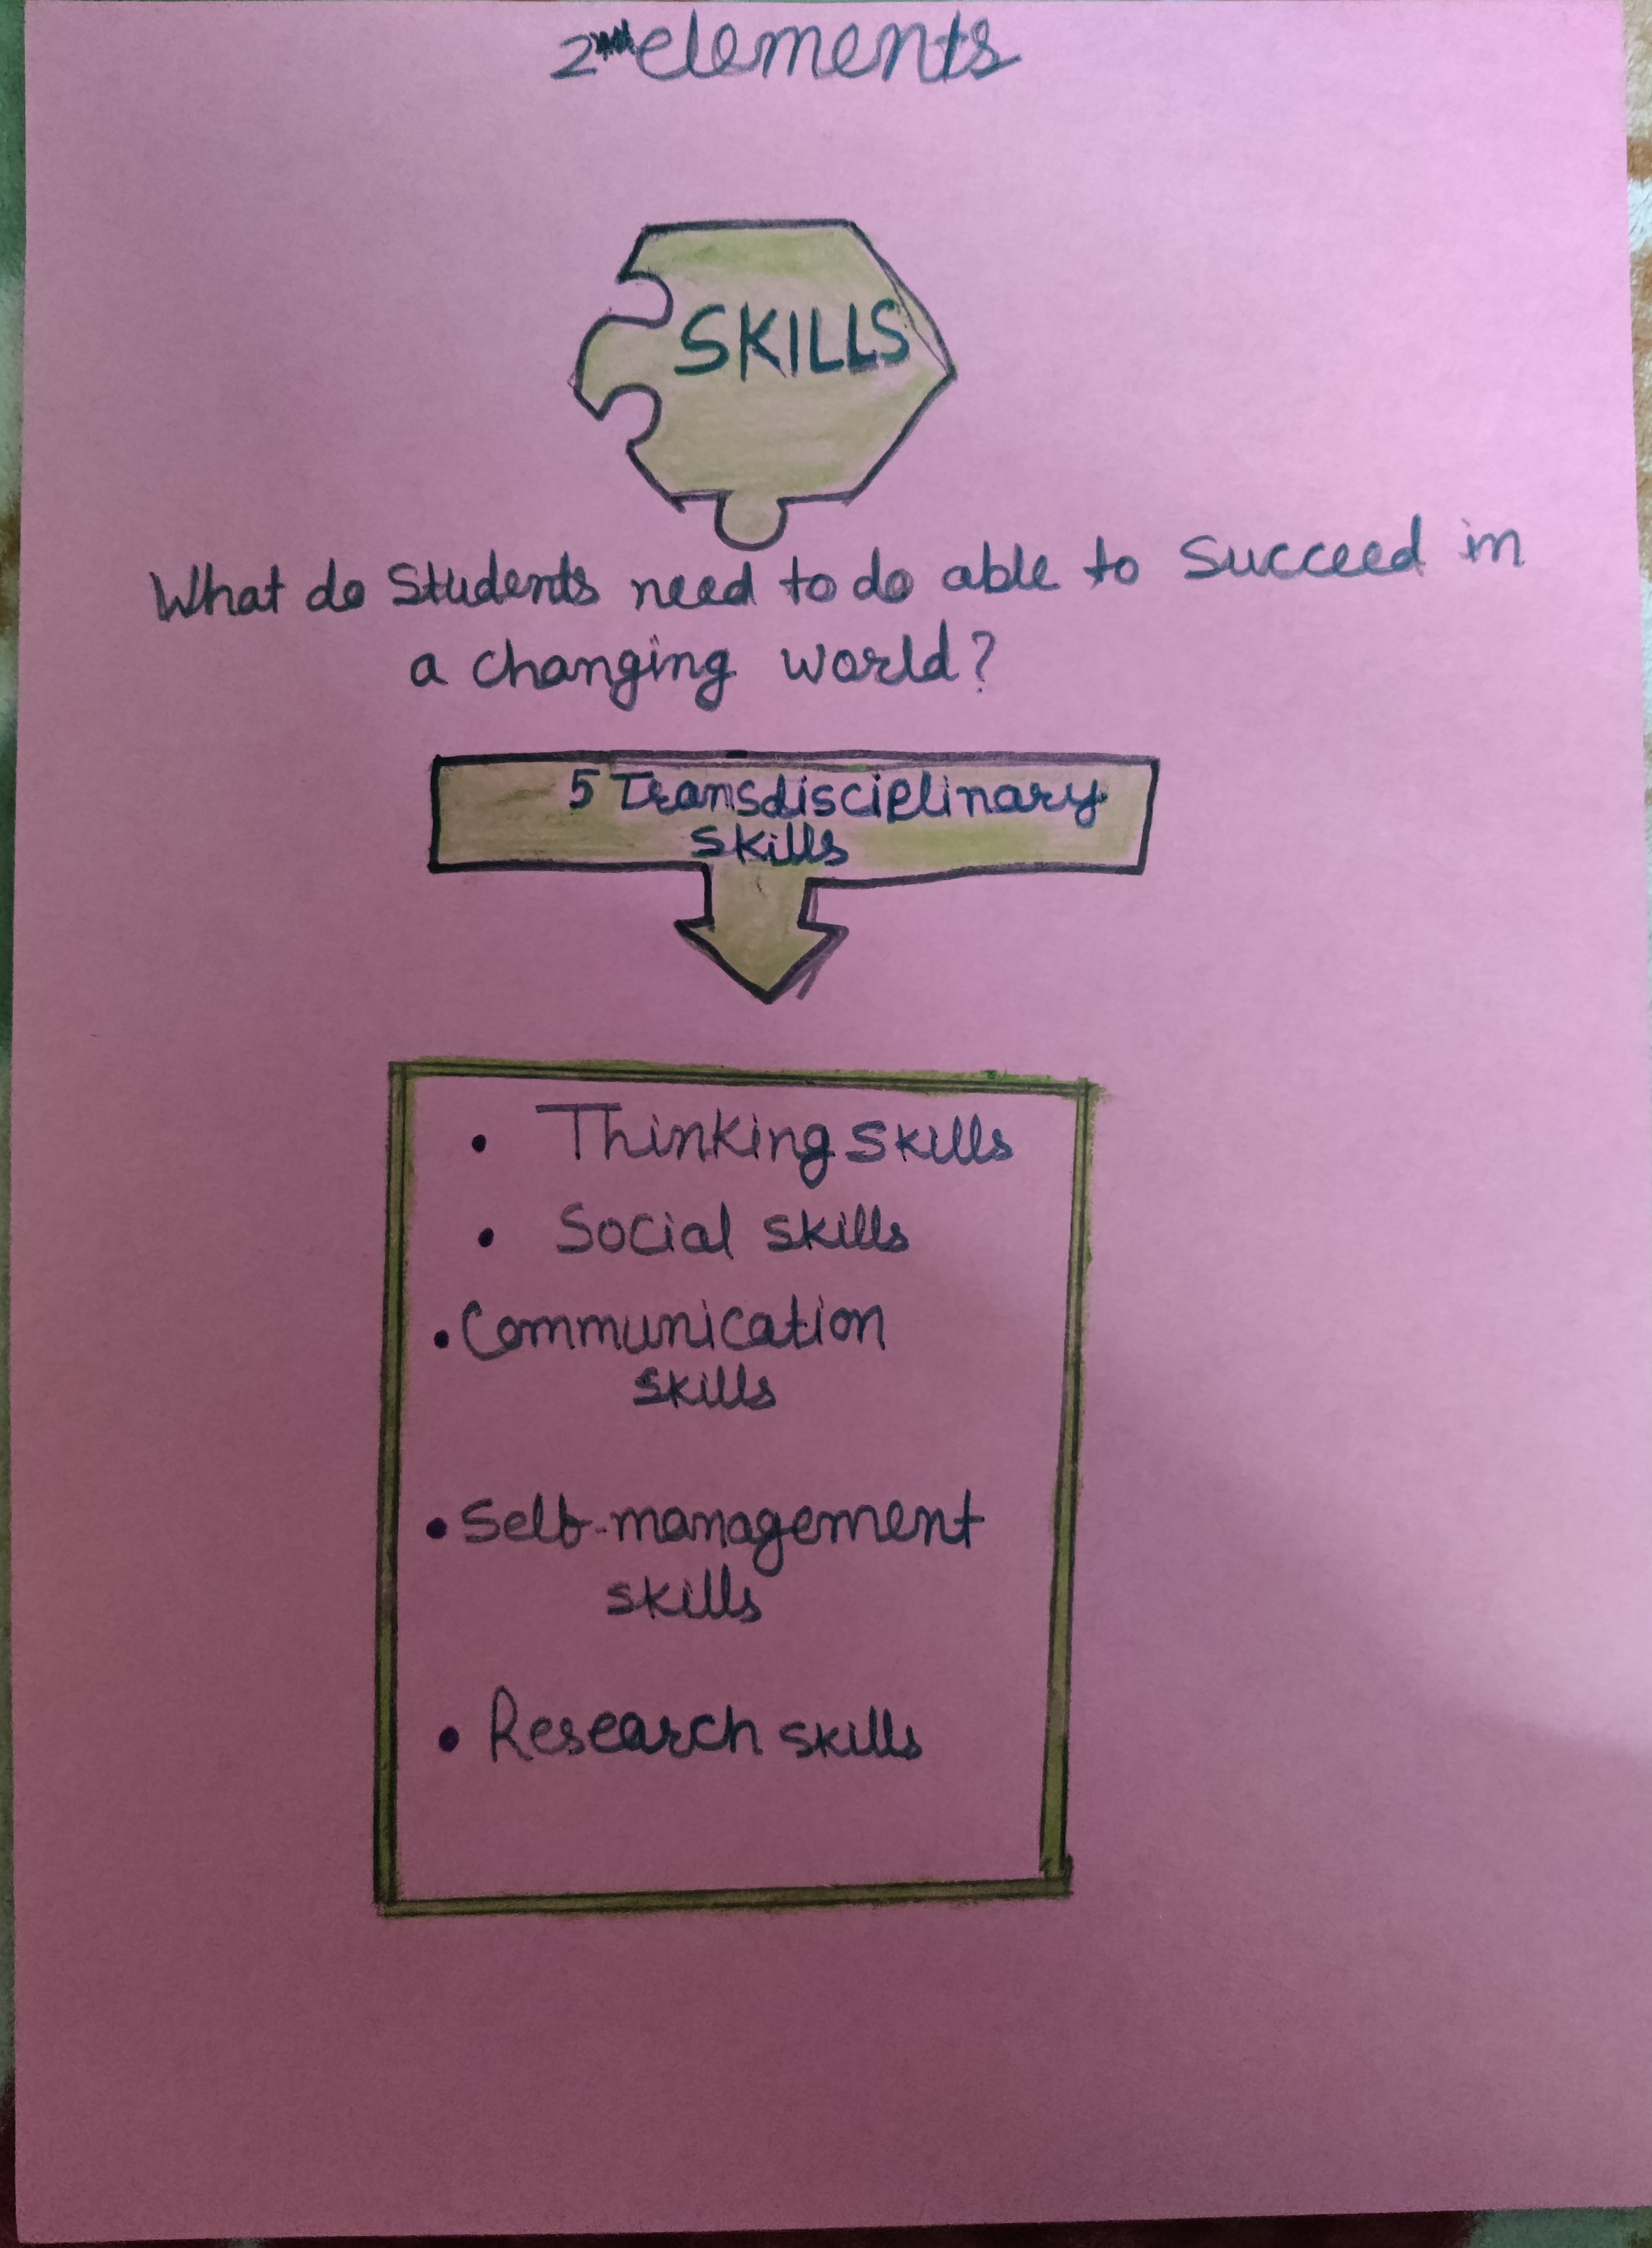 2nd elements
SKILLS
What do Students need to do able to Succeed in
a changing world?
5 Transdisciplinary
skills
• Thinking skills
• Social skills
• Communication
skills
• Self-management
skills
• Research skills